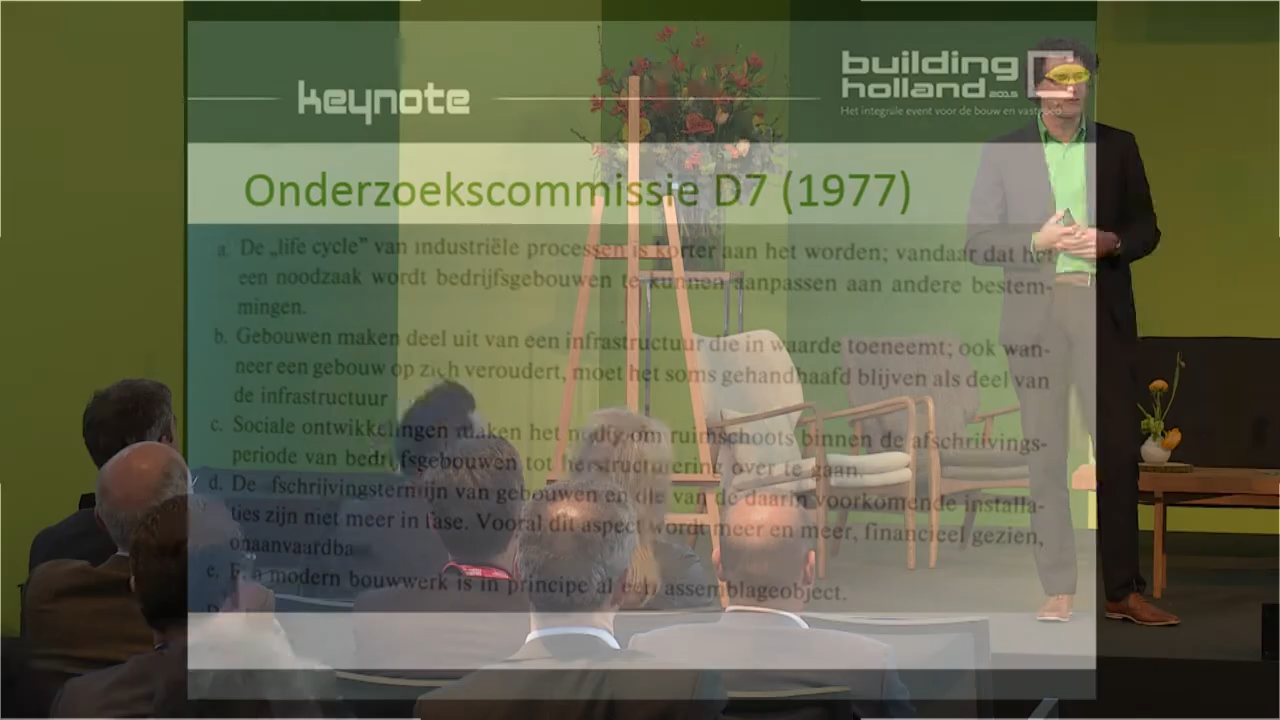 keynote
building
holland 2015
Het integrale event voor de bouw en vastgoed
Onderzoekscommissie D7 (1977)
a. De „life cycle" van industriële processen is korter aan het worden; vandaar dat het
een noodzaak wordt bedrijfsgebouwen te kunnen aanpassen aan andere bestem-
mingen.
b. Gebouwen maken deel uit van een infrastructuur die in waarde toeneemt; ook wan-
neer een gebouw op zich veroudert, moet het soms gehandhaafd blijven als deel van
de infrastructuur
c. Sociale ontwikkelingen maken het nodig om ruimschoots binnen de afschrijvings-
periode van bedrijfsgebouwen tot herstructurering over te gaan.
d. De fschrijvingstermijn van gebouwen en die van de daarin voorkomende installa-
ties zijn niet meer in fase. Vooral dit aspect wordt meer en meer, financieel gezien,
onaanvaardba
e. modern bouwwerk is in principe al een assemblageobject.